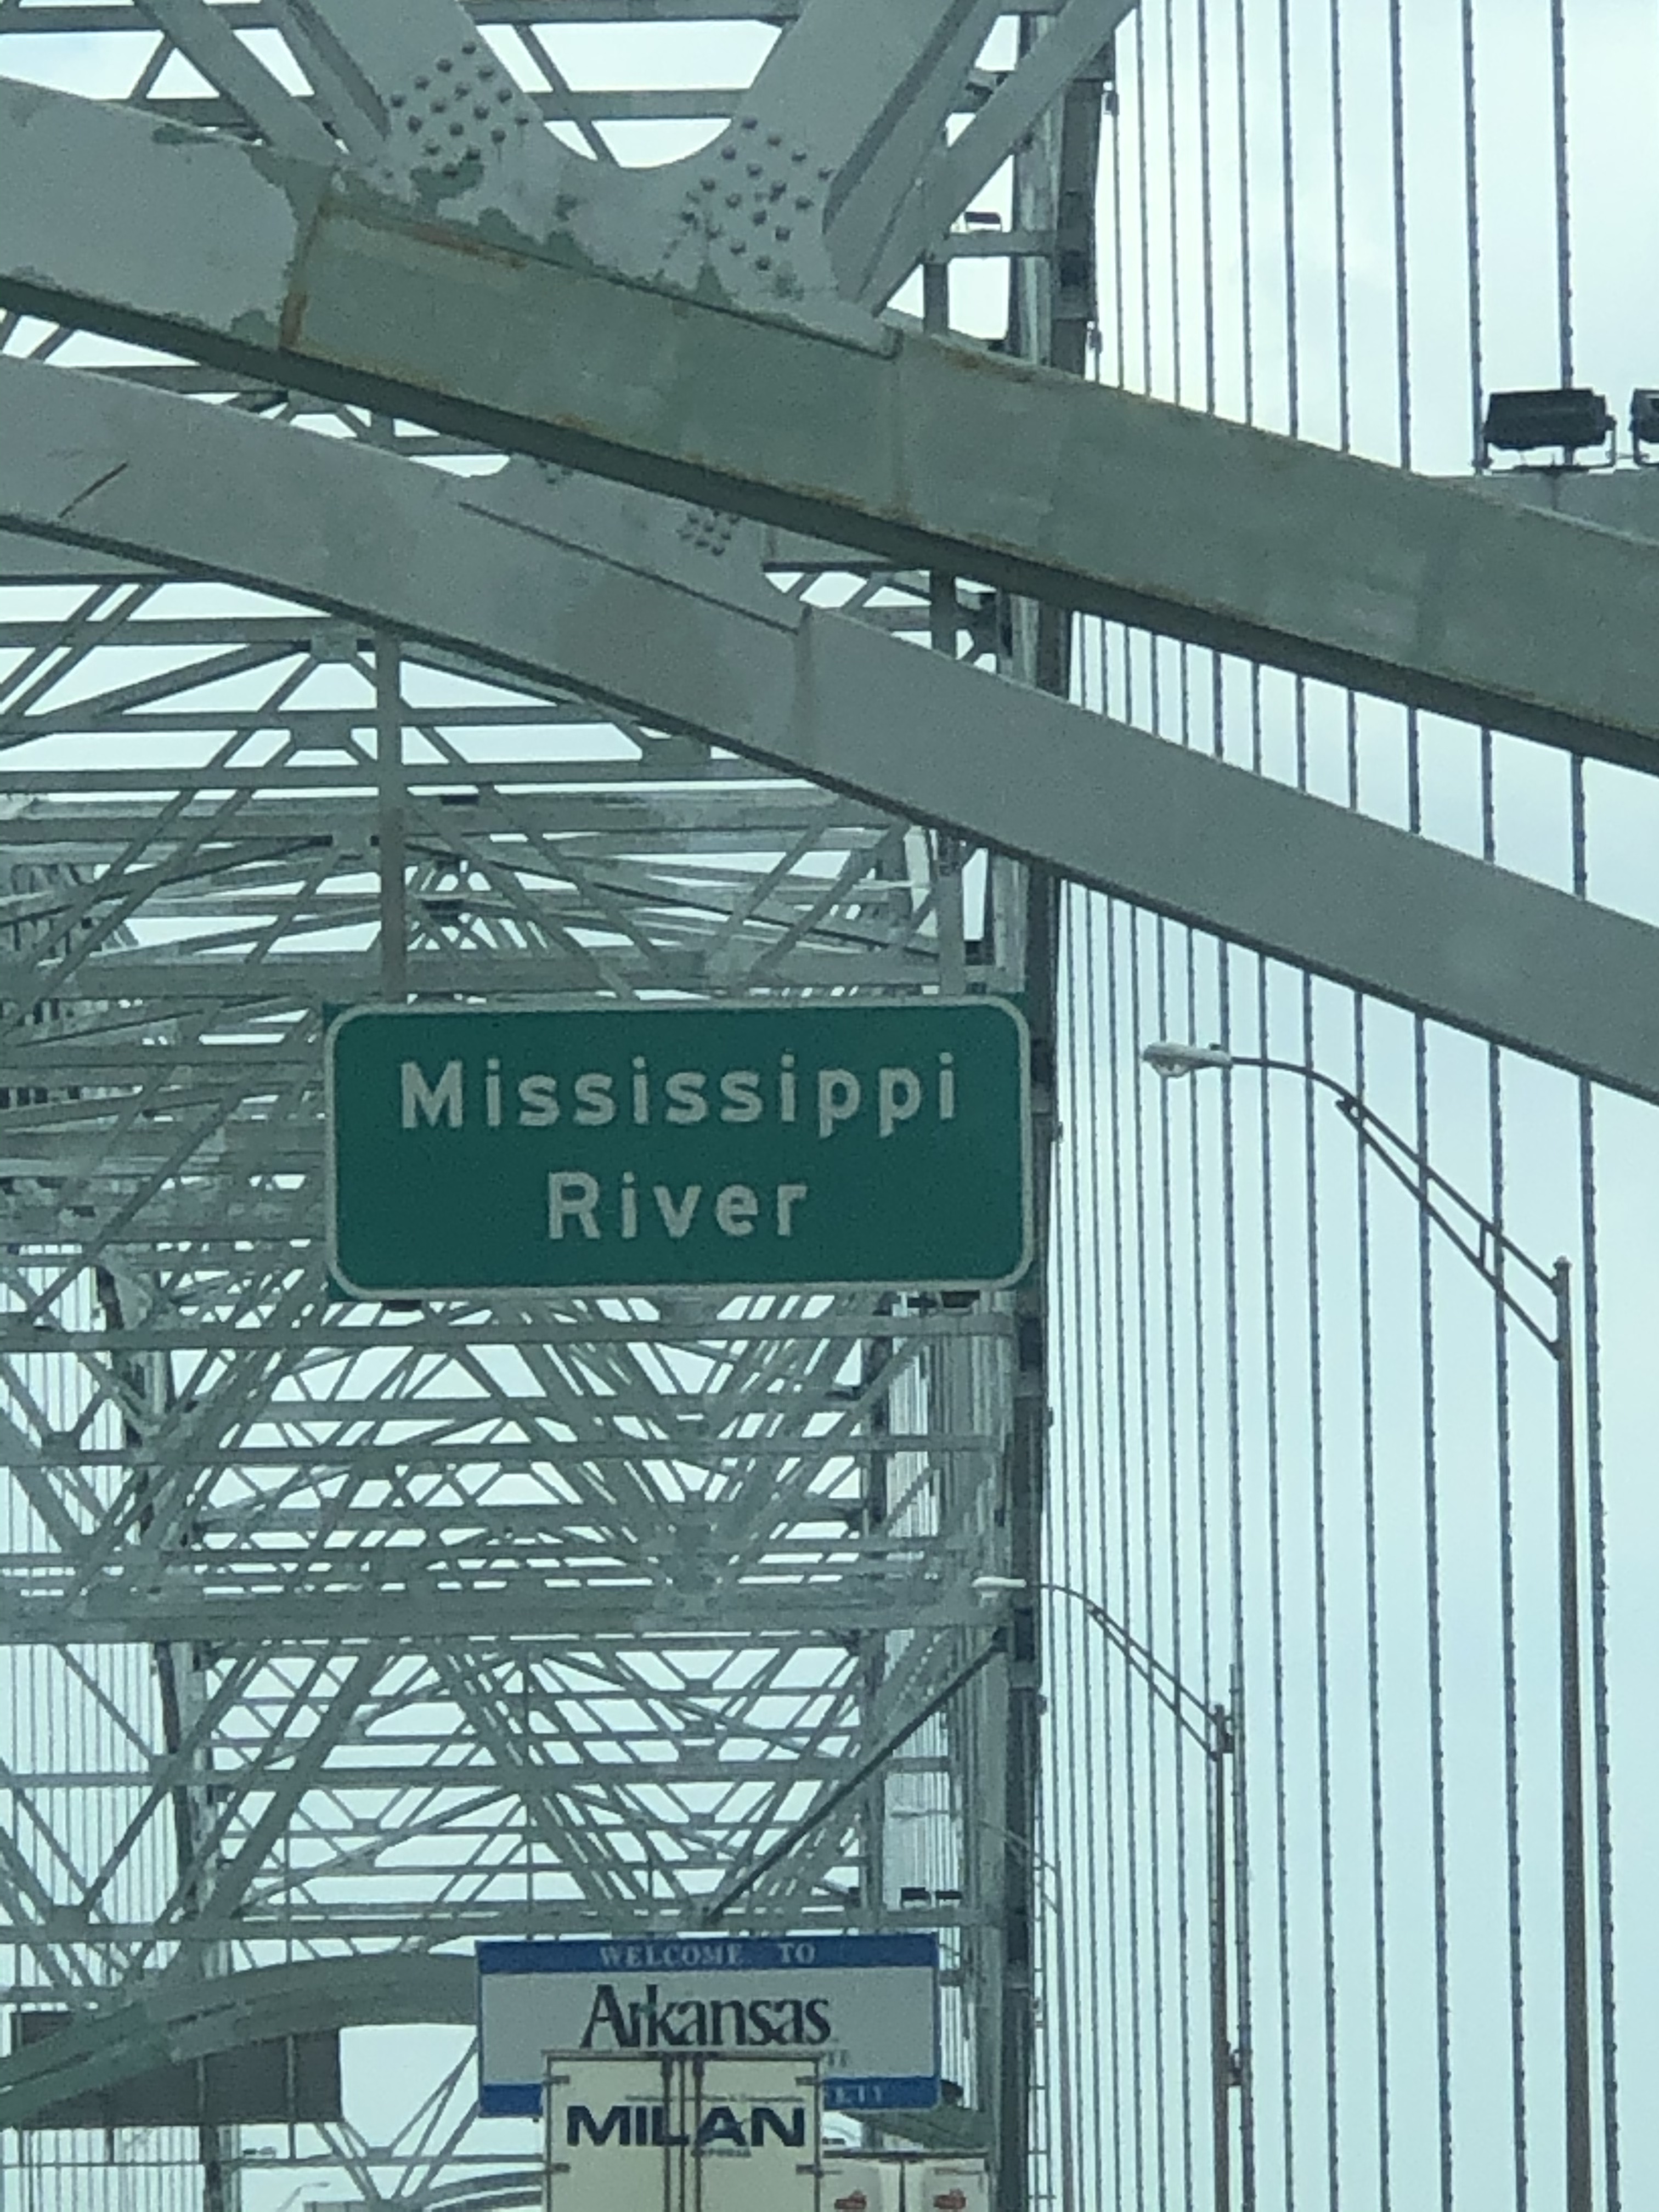 Mississippi
River
WELCOME TO
Arkansas
MILAN